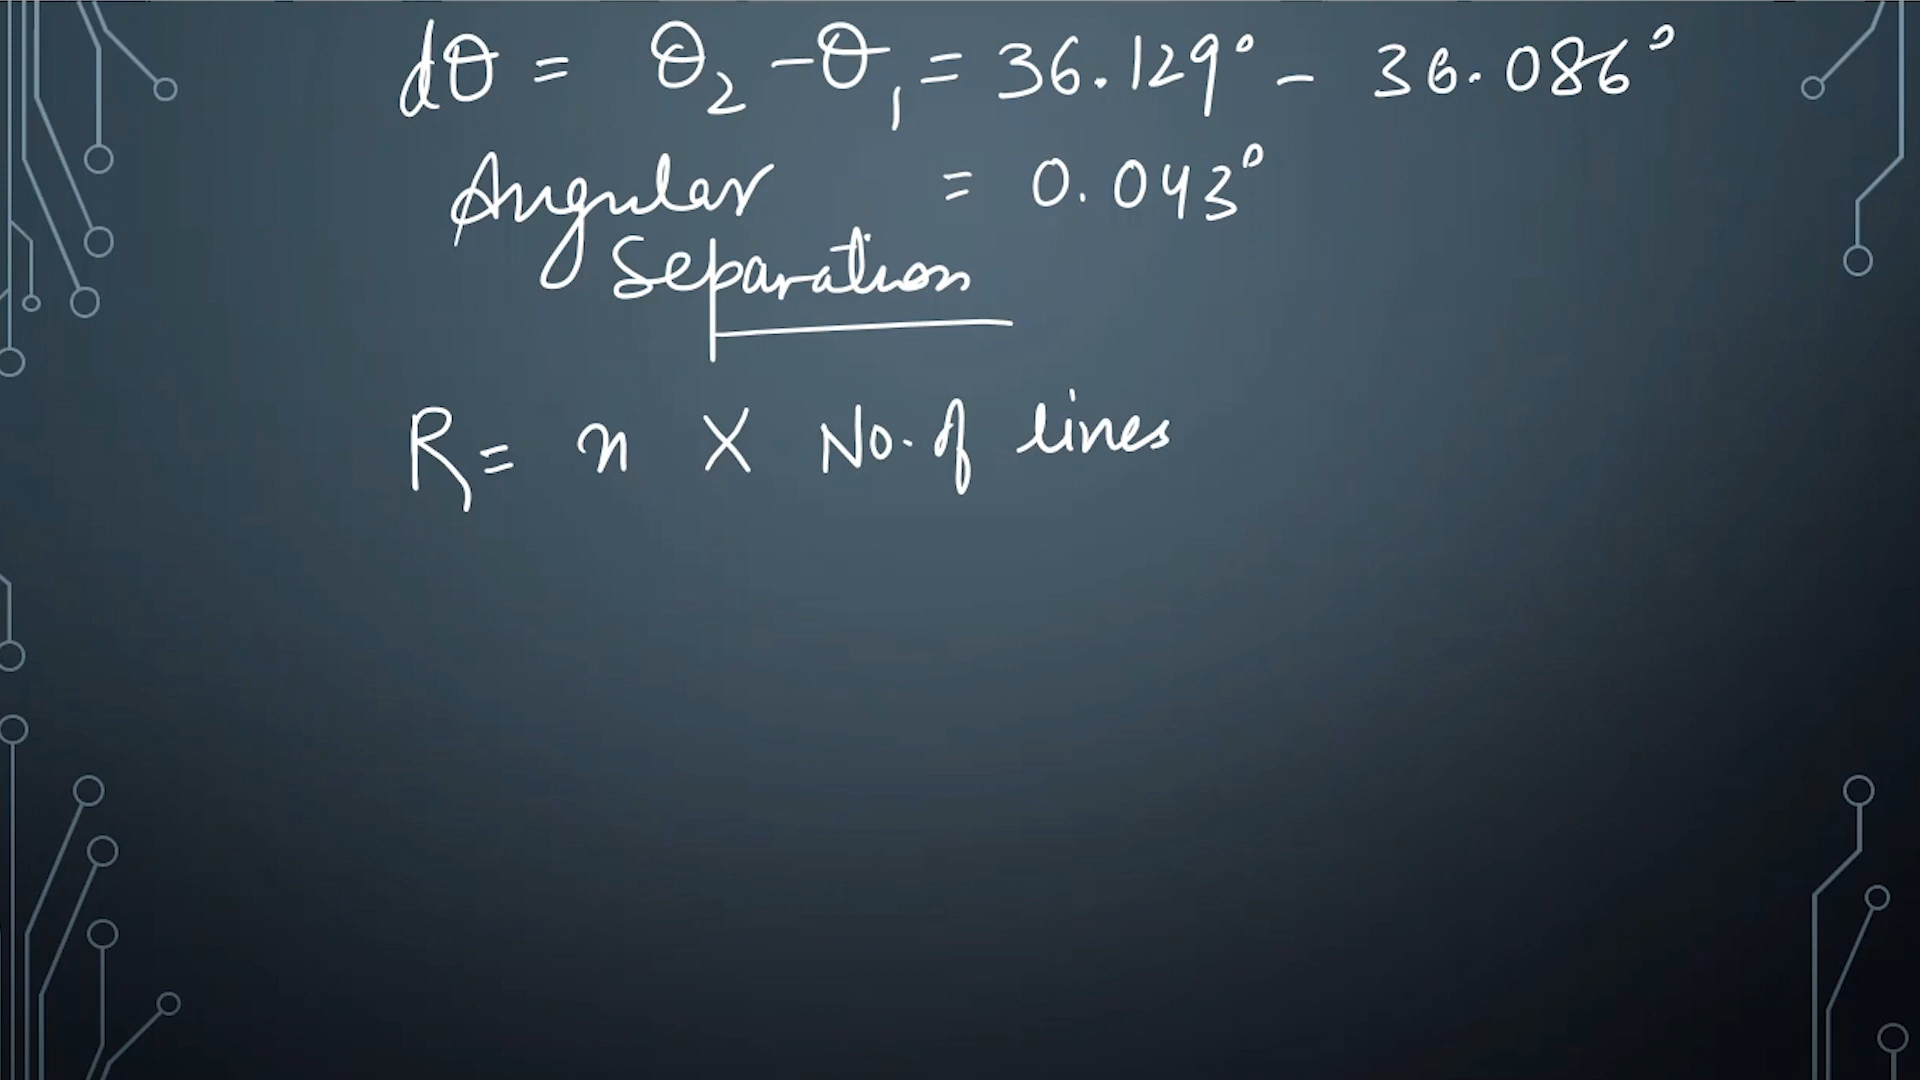 dθ = θ₂ - θ₁ = 36.129° - 36.086°
Angular = 0.043°
Separation
R = n X No. of lines